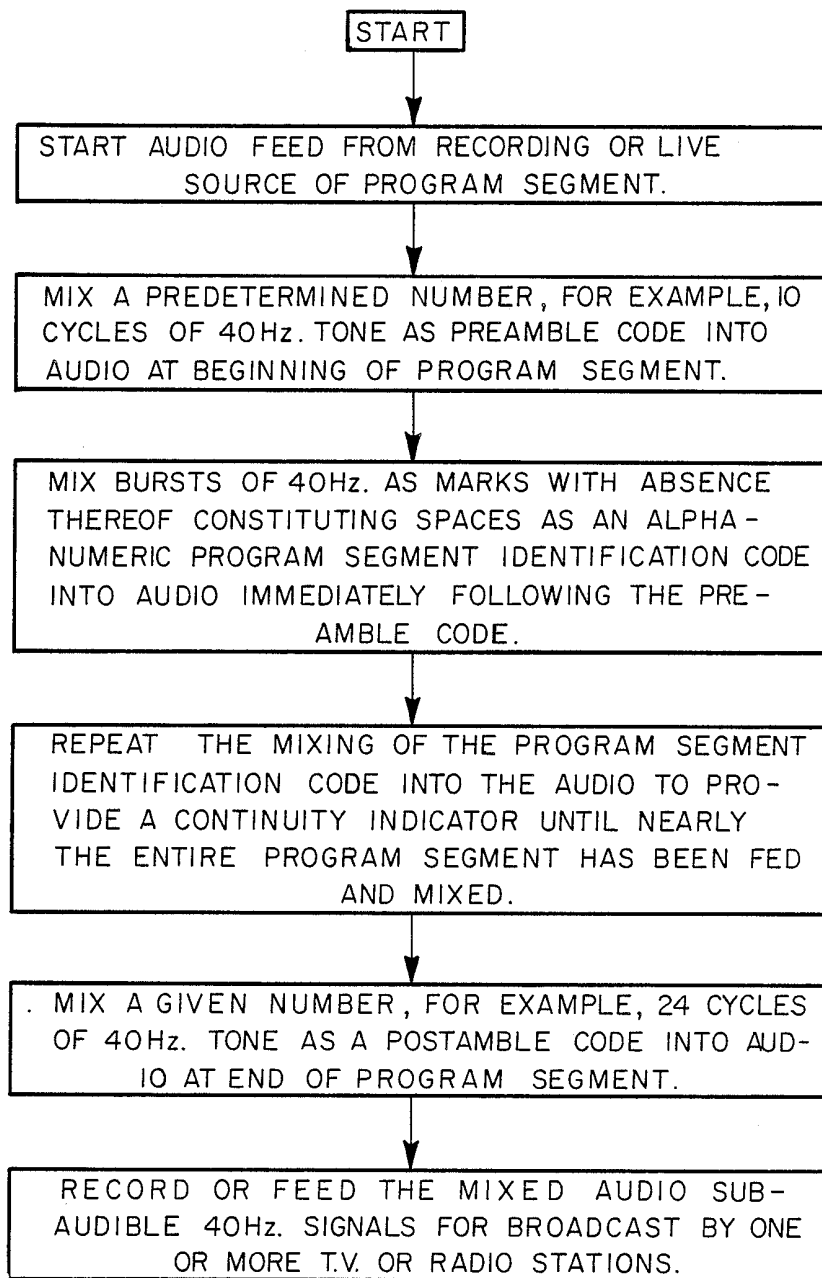 START
START AUDIO FEED FROM RECORDING OR LIVE
SOURCE OF PROGRAM SEGMENT.
MIX A PREDETERMINED NUMBER, FOR EXAMPLE, 10
CYCLES OF 40Hz. TONE AS PREAMBLE CODE INTO
AUDIO AT BEGINNING OF PROGRAM SEGMENT.
MIX BURSTS OF 40Hz. AS MARKS WITH ABSENCE
THEREOF CONSTITUTING SPACES AS AN ALPHA-
NUMERIC PROGRAM SEGMENT IDENTIFICATION CODE
INTO AUDIO IMMEDIATELY FOLLOWING THE PRE-
AMBLE CODE.
REPEAT THE MIXING OF THE PROGRAM SEGMENT
IDENTIFICATION CODE INTO THE AUDIO TO PRO-
VIDE A CONTINUITY INDICATOR UNTIL NEARLY
THE ENTIRE PROGRAM SEGMENT HAS BEEN FED
AND MIXED.
. MIX A GIVEN NUMBER, FOR EXAMPLE, 24 CYCLES
OF 40Hz. TONE AS A POSTAMBLE CODE INTO AUD-
IO AT END OF PROGRAM SEGMENT.
RECORD OR FEED THE MIXED AUDIO SUB-
AUDIBLE 40Hz. SIGNALS FOR BROADCAST BY ONE
OR MORE T.V. OR RADIO STATIONS.